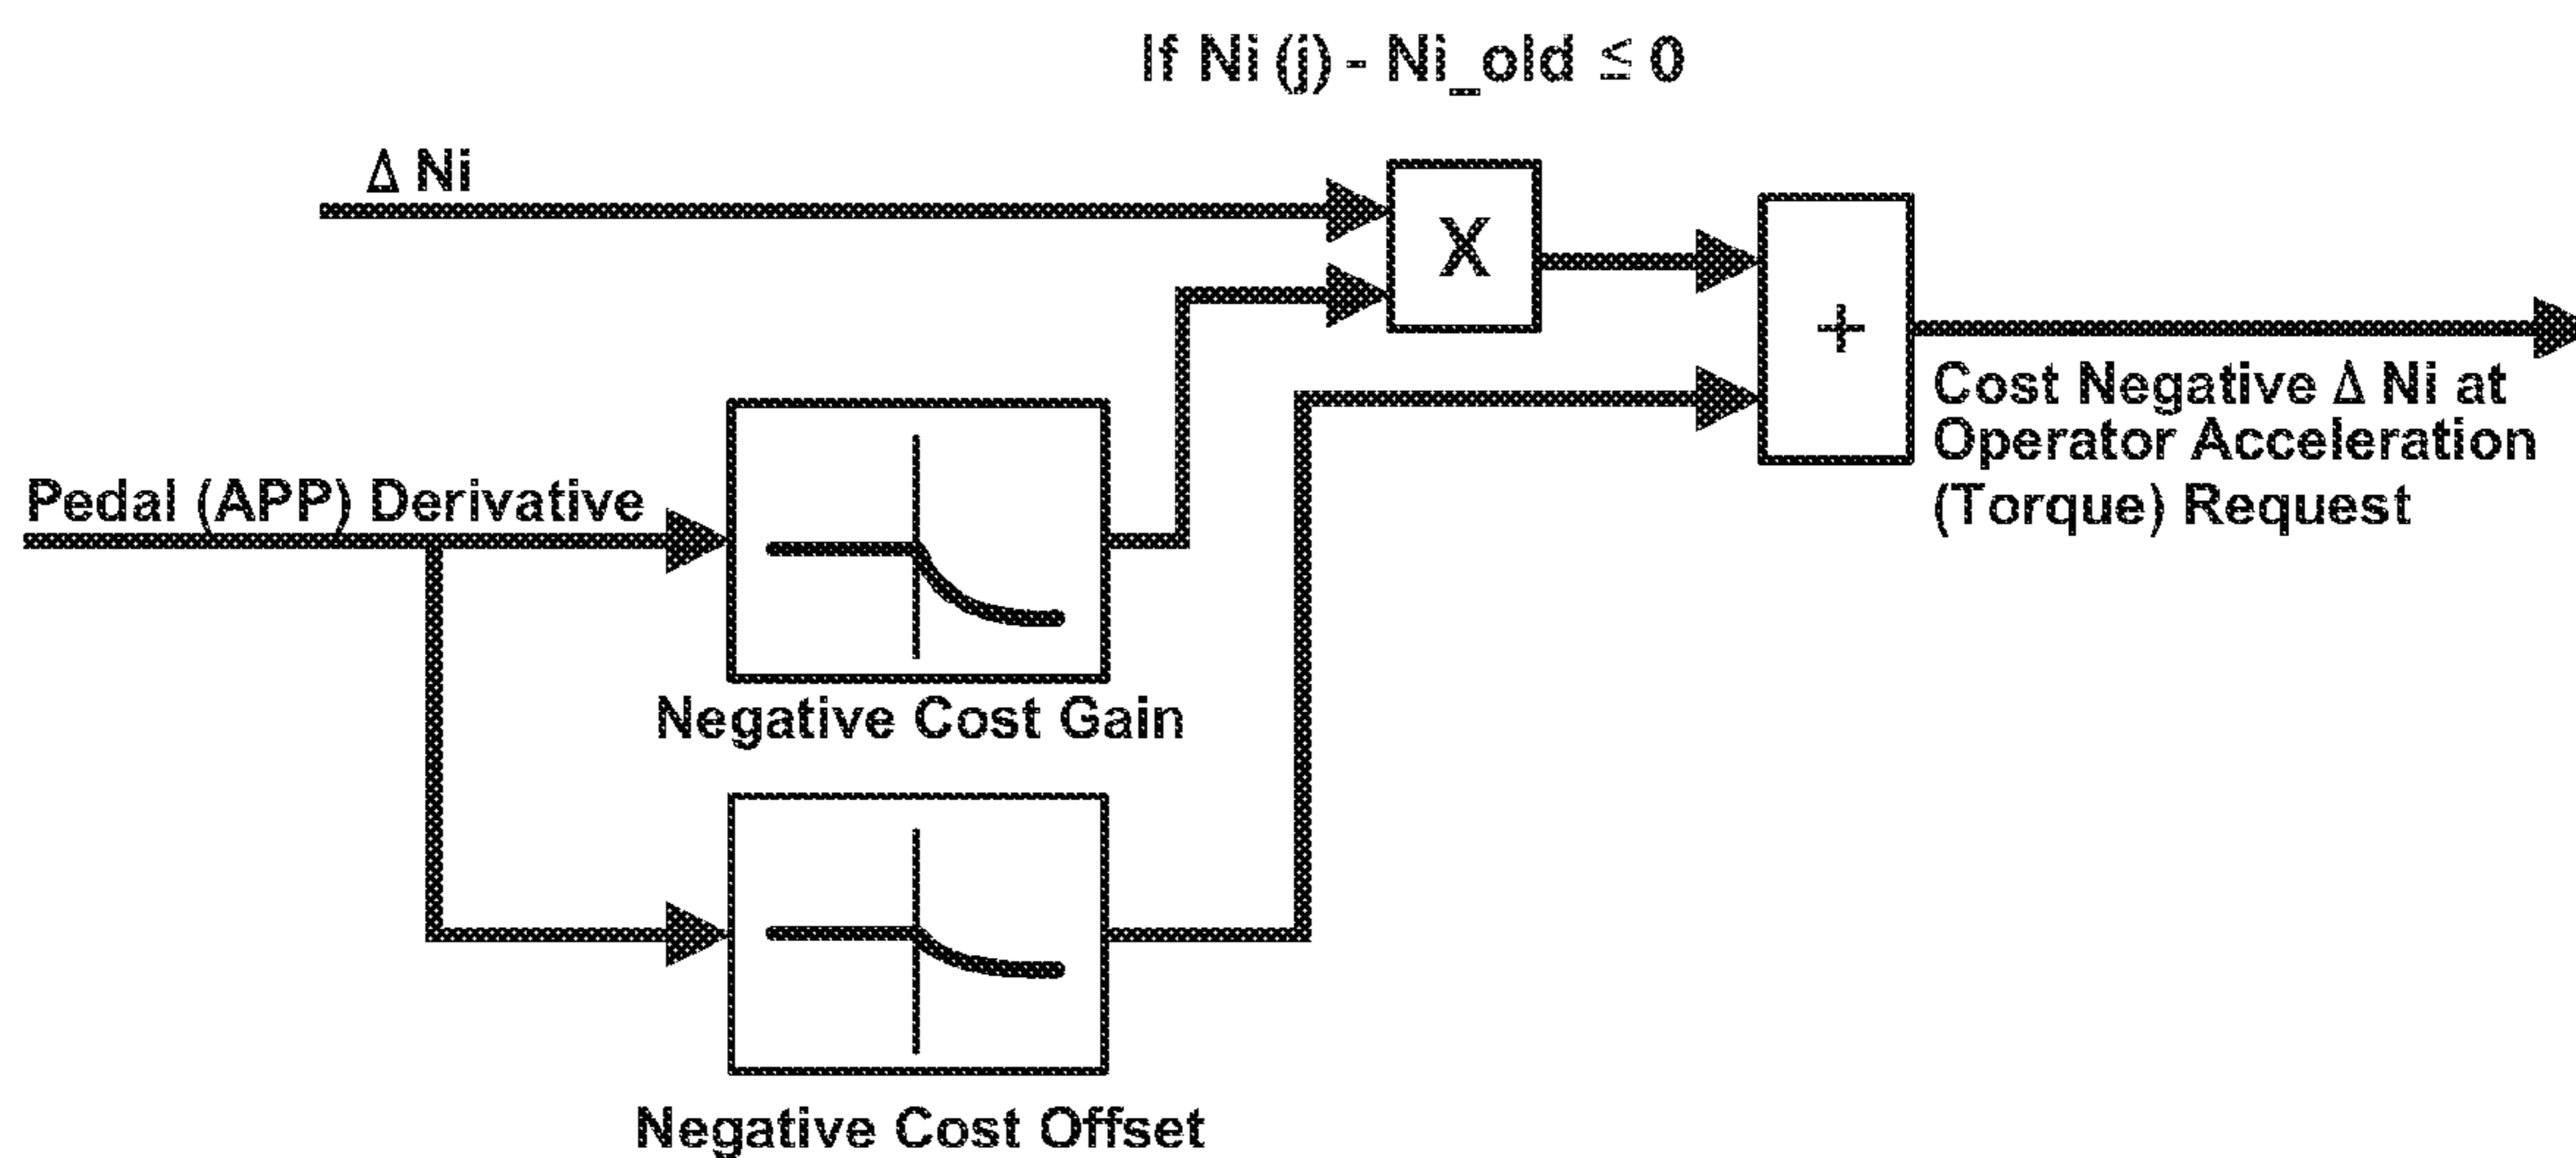 If Ni (j) - Ni_old ≤ 0
Δ Ni
X
+
Cost Negative Δ Ni at
Operator Acceleration
(Torque) Request
Pedal (APP) Derivative
Negative Cost Gain
Negative Cost Offset